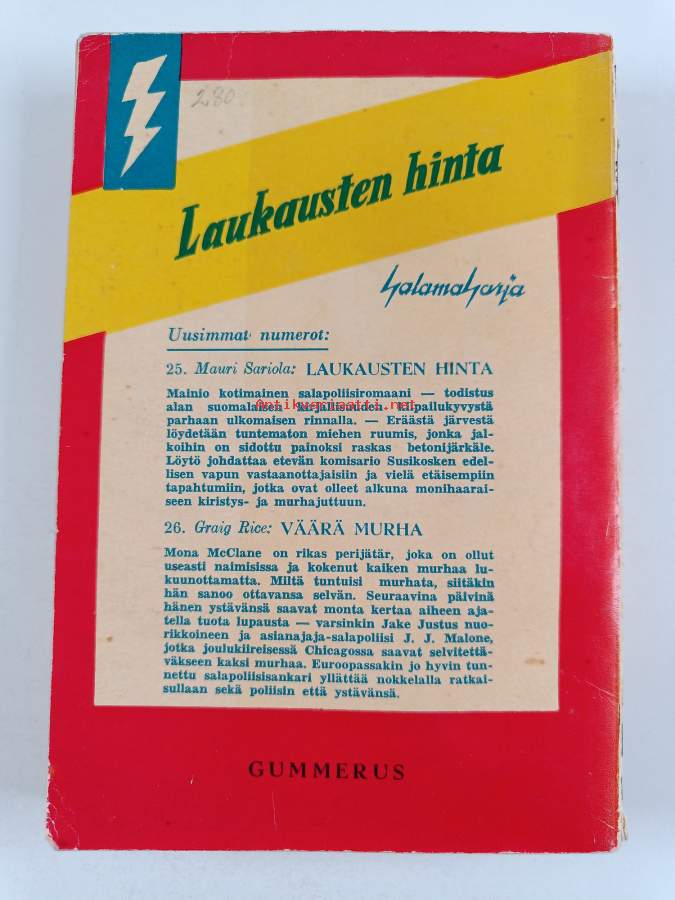 280
Laukausten hinta
Salamasarja
Uusimmat numerot:
25. Mauri Sariola: LAUKAUSTEN HINTA
Mainio kotimainen salapoliisiromaani — todistus
alan suomalaisen kirjallisuuden kilpailukyvystä
Antikvariaatti.net
parhaan ulkomaisen rinnalla. — Eräästä järvestä
löydetään tuntematon miehen ruumis, jonka jal-
koihin on sidottu painoksi raskas betonijärkäle.
Löytö johdattaa etevän komisario Susikosken edel-
lisen vapun vastaanottajaisiin ja vielä etäisempiin
tapahtumiin, jotka ovat olleet alkuna monihaarai-
seen kiristys- ja murhajuttuun.
26. Graig Rice: VÄÄRÄ MURHA
Mona McClane on rikas perijätär, joka on ollut
useasti naimisissa ja kokenut kaiken murhaa lu-
kuunottamatta. Miltä tuntuisi murhata, siitäkin
hän sanoo ottavansa selvän. Seuraavina päivinä
hänen ystävänsä saavat monta kertaa aiheen aja-
tella tuota lupausta — varsinkin Jake Justus nuo-
rikkoineen ja asianajaja-salapoliisi J. J. Malone,
jotka joulukiireisessä Chicagossa saavat selvitettä-
väkseen kaksi murhaa. Euroopassakin jo hyvin tun-
nettu salapoliisisankari yllättää nokkelalla ratkai-
sullaan sekä poliisin että ystävänsä.
GUMMERUS